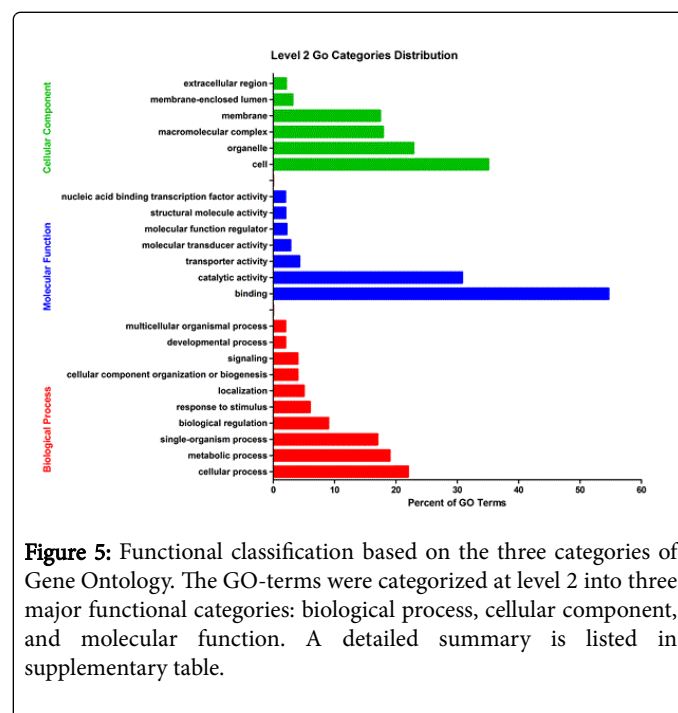 Level 2 Go Categories Distribution
Cellular Component
extracellular region
membrane-enclosed lumen
membrane
macromolecular complex
organelle
cell
Molecular Function
nucleic acid binding transcription factor activity
structural molecule activity
molecular function regulator
molecular transducer activity
transporter activity
catalytic activity
binding
Biological Process
multicellular organismal process
developmental process
signaling
cellular component organization or biogenesis
localization
response to stimulus
biological regulation
single-organism process
metabolic process
cellular process
0 10 20 30 40 50 60
Percent of GO Terms
Figure 5: Functional classification based on the three categories of
Gene Ontology. The GO-terms were categorized at level 2 into three
major functional categories: biological process, cellular component,
and molecular function. A detailed summary is listed in
supplementary table.